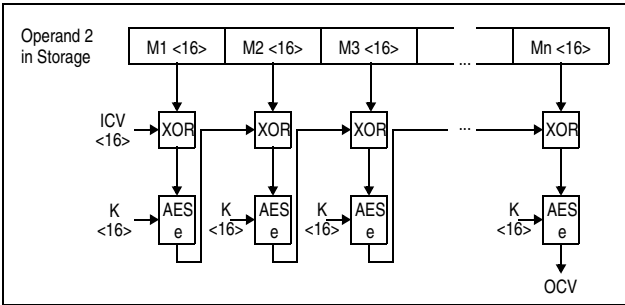 Operand 2
in Storage
M1 <16> M2 <16> M3 <16> ... Mn <16>
ICV
<16>
XOR XOR XOR ... XOR
K
<16>
AES
e
K
<16>
AES
e
K
<16>
AES
e
K
<16>
AES
e
OCV